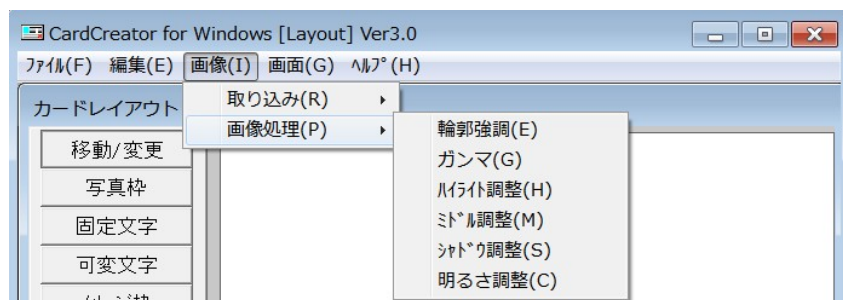 CardCreator for Windows [Layout] Ver3.0
ﾌｧｲﾙ(F) 編集(E) 画像(I) 画面(G) ﾍﾙﾌﾟ(H)
カードレイアウト
取り込み(R)
画像処理(P)
輪郭強調(E)
ガンマ(G)
ﾊｲﾗｲﾄ調整(H)
ﾐﾄﾞﾙ調整(M)
ｼｬﾄﾞｳ調整(S)
明るさ調整(C)
移動/変更
写真枠
固定文字
可変文字